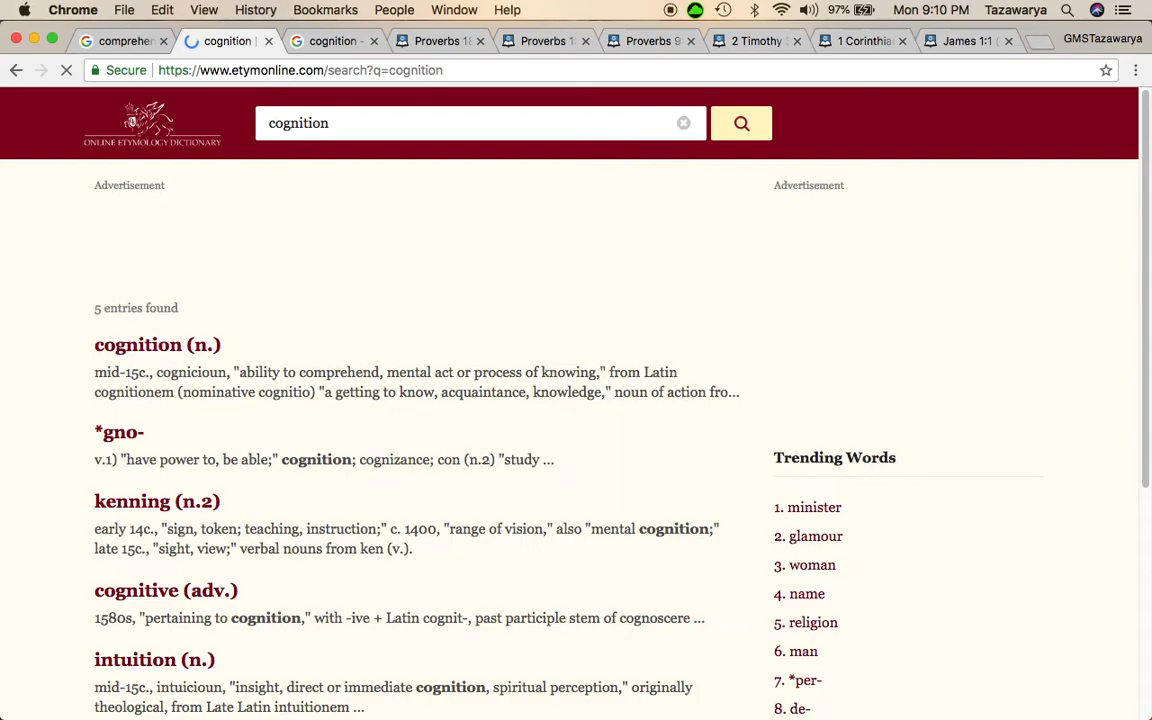 Chrome File Edit View History Bookmarks People Window Help 97% Mon 9:10 PM Tazawarya
comprehen cognition | cognition - Proverbs 18 Proverbs 1 Proverbs 9 2 Timothy 1 Corinthia James 1:1 ( GMSTazawarya
Secure https://www.etymonline.com/search?q=cognition
ONLINE ETYMOLOGY DICTIONARY
cognition
Advertisement
Advertisement
5 entries found
cognition (n.)
mid-15c., cognicioun, "ability to comprehend, mental act or process of knowing," from Latin
cognitionem (nominative cognitio) "a getting to know, acquaintance, knowledge," noun of action fro...
*gno-
v.1) "have power to, be able;" cognition; cognizance; con (n.2) "study ...
kenning (n.2)
early 14c., "sign, token; teaching, instruction;" c. 1400, "range of vision," also "mental cognition;"
late 15c., "sight, view;" verbal nouns from ken (v.).
cognitive (adv.)
1580s, "pertaining to cognition," with -ive + Latin cognit-, past participle stem of cognoscere ...
intuition (n.)
mid-15c., intuicioun, "insight, direct or immediate cognition, spiritual perception," originally
theological, from Late Latin intuitionem ...
Trending Words
1. minister
2. glamour
3. woman
4. name
5. religion
6. man
7. *per-
8. de-